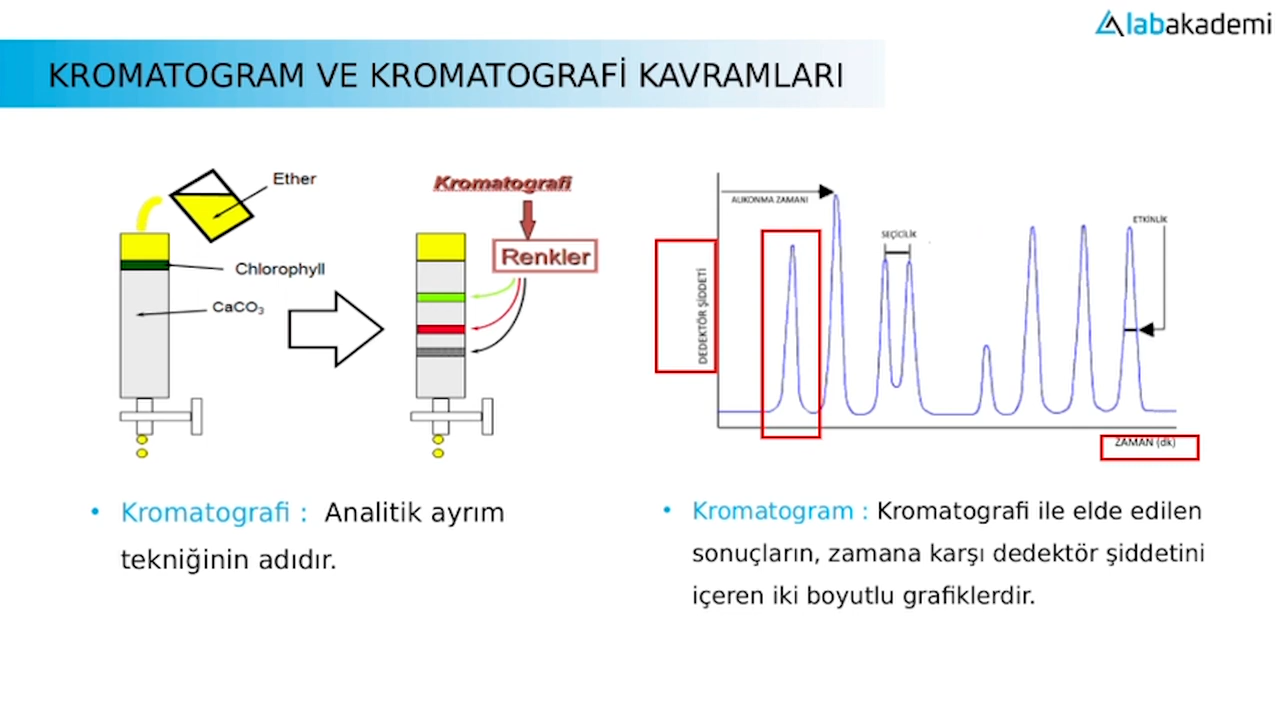 labakademi
KROMATOGRAM VE KROMATOGRAFİ KAVRAMLARI
Ether
Chlorophyll
CaCO₃
Kromatografi
Renkler
ALIKONMA ZAMANI
SEÇİCİLİK
ETKİNLİK
DEDEKTÖR ŞİDDETİ
ZAMAN (dk)
• Kromatografi : Analitik ayrım
tekniğinin adıdır.
• Kromatogram : Kromatografi ile elde edilen
sonuçların, zamana karşı dedektör şiddetini
içeren iki boyutlu grafiklerdir.